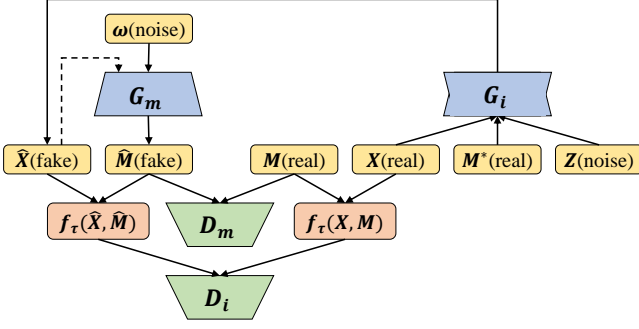 ω(noise)
G_m
G_i
X̂(fake)
M̂(fake)
M(real)
X(real)
M*(real)
Z(noise)
f_τ(X̂, M̂)
D_m
f_τ(X, M)
D_i